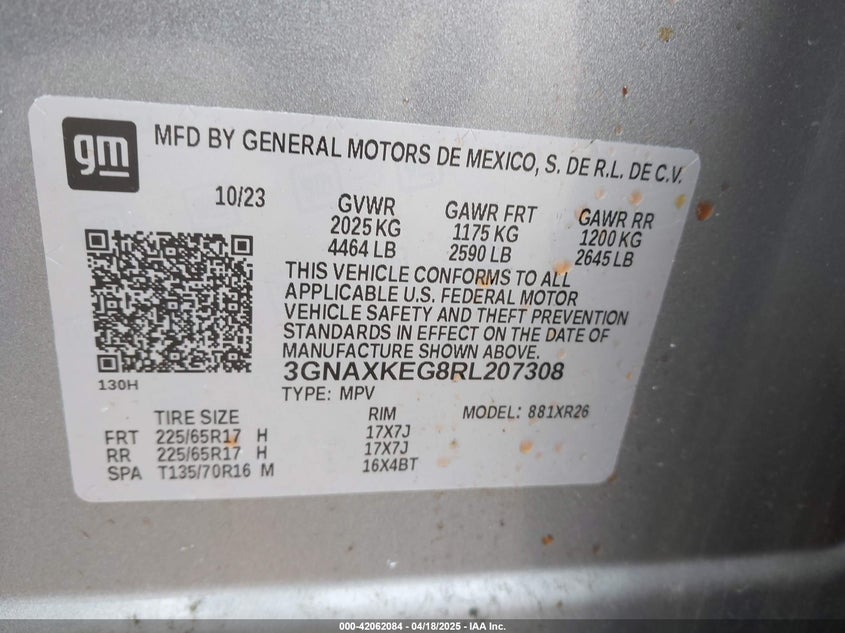 gm
MFD BY GENERAL MOTORS DE MEXICO, S. DE R.L. DE C.V.
10/23
GVWR GAWR FRT GAWR RR
2025 KG 1175 KG 1200 KG
4464 LB 2590 LB 2645 LB
THIS VEHICLE CONFORMS TO ALL
APPLICABLE U.S. FEDERAL MOTOR
VEHICLE SAFETY AND THEFT PREVENTION
STANDARDS IN EFFECT ON THE DATE OF
MANUFACTURE SHOWN ABOVE.
130H
3GNAXKEG8RL207308
TYPE: MPV MODEL: 881XR26
TIRE SIZE RIM
FRT 225/65R17 H 17X7J
RR 225/65R17 H 17X7J
SPA T135/70R16 M 16X4BT
000-42062084 - 04/18/2025 - IAA Inc.